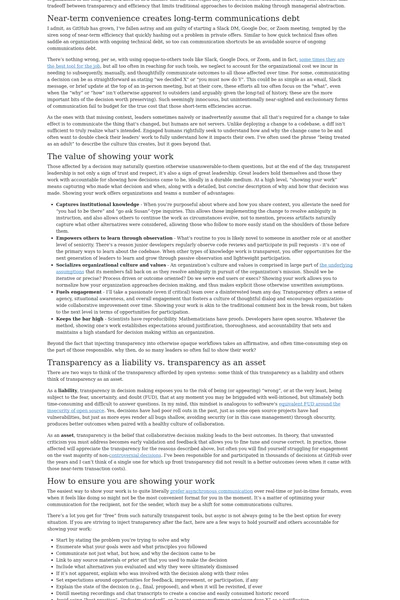 tradeoff between transparency and efficiency that limits traditional approaches to decision making through managerial abstraction.
Near-term convenience creates long-term communications debt
I admit, as GitHub has grown, I've fallen astray and am guilty of starting a Slack DM, Google Doc, or Zoom meeting, tempted by the
siren song of near-term efficiency that quickly hashing out a problem in private offers. Similar to how quick technical fixes often
saddle an organization with technical debt, so too can communication shortcuts be an avoidable source of ongoing
communications debt.
There's nothing wrong, per se, with using opaque-to-others tools like Slack, Google Docs, or Zoom, and in fact, some times they are
the best tool for the job, but all too often in reaching for such tools, we neglect to account for the organizational cost we incur in
needing to subsequently, manually, and thoughtfully communicate outcomes to all those affected over time. For some, communicating
a decision can be as straightforward as stating "we decided X" or "you must now do Y". This could be as simple as an email, Slack
message, or brief update at the top of an in-person meeting, but at their core, these efforts all too often focus on the "what", even
when the "why" or "how" isn't otherwise apparent to outsiders (and arguably given the long tail of history, those are the more
important bits of the decision worth preserving). Such seemingly innocuous, but unintentionally near-sighted and exclusionary forms
of communication fail to budget for the true cost that those short-term efficiencies accrue.
As the ones with that missing context, leaders sometimes naively or inadvertently assume that all that's required for a change to take
effect is to communicate the thing that's changed, but humans are not servers. Unlike deploying a change to a codebase, a diff isn't
sufficient to truly realize what's intended. Engaged humans rightfully seek to understand how and why the change came to be and
often want to double check their leaders' work to fully understand how it impacts their own. I've often used the phrase "being treated
as an adult" to describe the culture this creates, but it goes beyond that.
The value of showing your work
Those affected by a decision may naturally question otherwise unanswerable-to-them questions, but at the end of the day, transparent
leadership is not only a sign of trust and respect, it's also a sign of great leadership. Great leaders hold themselves and those they
work with accountable for showing how decisions came to be, ideally in a durable medium. At a high level, "showing your work"
means capturing who made what decision and when, along with a detailed, but concise description of why and how that decision was
made. Showing your work offers organizations and teams a number of advantages:
• Captures institutional knowledge - When you're purposeful about where and how you share context, you alleviate the need for
"you had to be there" and "go ask Susan"-type inquiries. This allows those implementing the change to resolve ambiguity in
instruction, and also allows others to continue the work as circumstances evolve, not to mention, process artifacts naturally
capture what other alternatives were considered, allowing those who follow to more easily stand on the shoulders of those before
them.
• Empowers others to learn through observation - What's routine to you is likely novel to someone in another role or at another
level of seniority. There's a reason junior developers regularly observe code reviews and participate in pull requests - it's one of
the primary ways to learn about the codebase. When other types of knowledge work is transparent, you offer opportunities for the
next generation of leaders to learn and grow through passive observation and lightweight participation.
• Socializes organizational culture and values - An organization's culture and values is comprised in large part of the underlying
assumptions that its members fall back on as they resolve ambiguity in pursuit of the organization's mission. Should we be
iterative or precise? Process driven or outcome oriented? Do we serve end users or execs? Showing your work allows you to
normalize how your organization approaches decision making, and thus makes explicit those otherwise unwritten assumptions.
• Fuels engagement - I'll take a passionate (even if critical) team over a disinterested team any day. Transparency offers a sense of
agency, situational awareness, and overall engagement that fosters a culture of thoughtful dialog and encourages organization-
wide collaborative improvement over time. Showing your work is akin to the traditional comment box in the break room, but taken
to the next level in terms of opportunities for participation.
• Keeps the bar high - Scientists have reproducibility. Mathematicians have proofs. Developers have open source. Whatever the
method, showing one's work establishes expectations around justification, thoroughness, and accountability that sets and
maintains a high standard for decision making within an organization.
Beyond the fact that injecting transparency into otherwise opaque workflows takes an affirmative, and often time-consuming step on
the part of those responsible, why then, do so many leaders so often fail to show their work?
Transparency as a liability vs. transparency as an asset
There are two ways to think of the transparency afforded by open systems: some think of this transparency as a liability and others
think of transparency as an asset.
As a liability, transparency in decision making exposes you to the risk of being (or appearing) "wrong", or at the very least, being
subject to the fear, uncertainty, and doubt (FUD), that at any moment you may be brigaded with well-intended, but ultimately both
time-consuming and difficult to answer questions. In my mind, this mindset is analogous to software's equivalent FUD around the
insecurity of open source. Yes, decisions have had poor roll outs in the past, just as some open source projects have had
vulnerabilities, but just as more eyes render all bugs shallow, avoiding security (or in this case management) through obscurity,
produces better outcomes when paired with a healthy culture of collaboration.
As an asset, transparency is the belief that collaborative decision making leads to the best outcomes. In theory, that unwanted
criticism you must address becomes early validation and feedback that allows you to fine tune and course correct. In practice, those
affected will appreciate the transparency for the reasons described above, but often you will find yourself struggling for engagement
on the vast majority of non-controversial decisions. I've been responsible for and participated in thousands of decisions at GitHub over
the years and I can't think of a single one for which up front transparency did not result in a better outcome (even when it came with
those near-term transaction costs).
How to ensure you are showing your work
The easiest way to show your work is to quite literally prefer asynchronous communication over real-time or just-in-time formats, even
when it feels like doing so might not be the most convenient format for you in the moment. It's a matter of optimizing your
communication for the recipient, not for the sender, which may be a shift for some communications cultures.
There's a lot you get for "free" from such naturally transparent tools, but async is not always going to be the best option for every
situation. If you are striving to inject transparency after the fact, here are a few ways to hold yourself and others accountable for
showing your work:
• Start by stating the problem you're trying to solve and why
• Enumerate what your goals were and what principles you followed
• Communicate not just what, but how, and why the decision came to be
• Link to any source materials or prior art that you used to make the decision
• Include what alternatives you evaluated and why they were ultimately dismissed
• If it's not apparent, explain who was involved with the decision along with their roles
• Set expectations around opportunities for feedback, improvement, or participation, if any
• Explain the state of the decision (e.g., final, proposed), and when it will be revisited, if ever
• Distill meeting recordings and chat transcripts to create a concise and easily consumed historic record